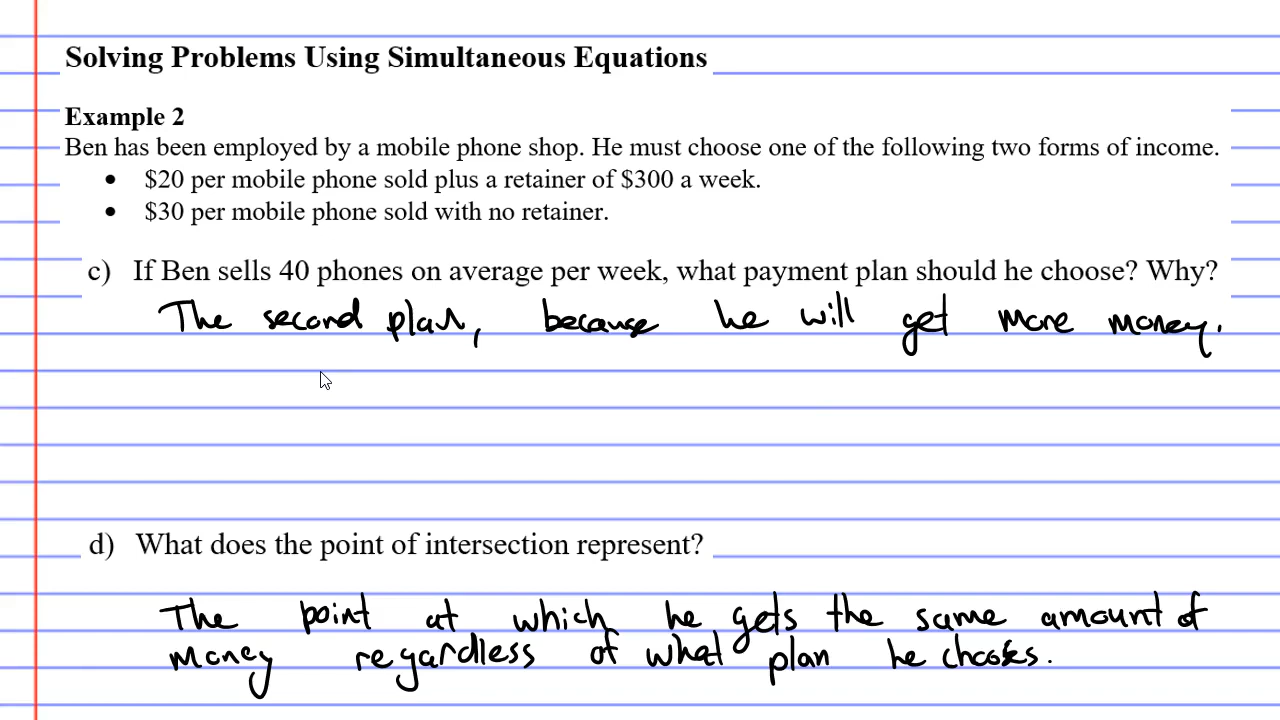 Solving Problems Using Simultaneous Equations
Example 2
Ben has been employed by a mobile phone shop. He must choose one of the following two forms of income.
• $20 per mobile phone sold plus a retainer of $300 a week.
• $30 per mobile phone sold with no retainer.
c) If Ben sells 40 phones on average per week, what payment plan should he choose? Why?
The second plan, because he will get more money.
d) What does the point of intersection represent?
The point at which he gets the same amount of
money regardless of what plan he chooses.